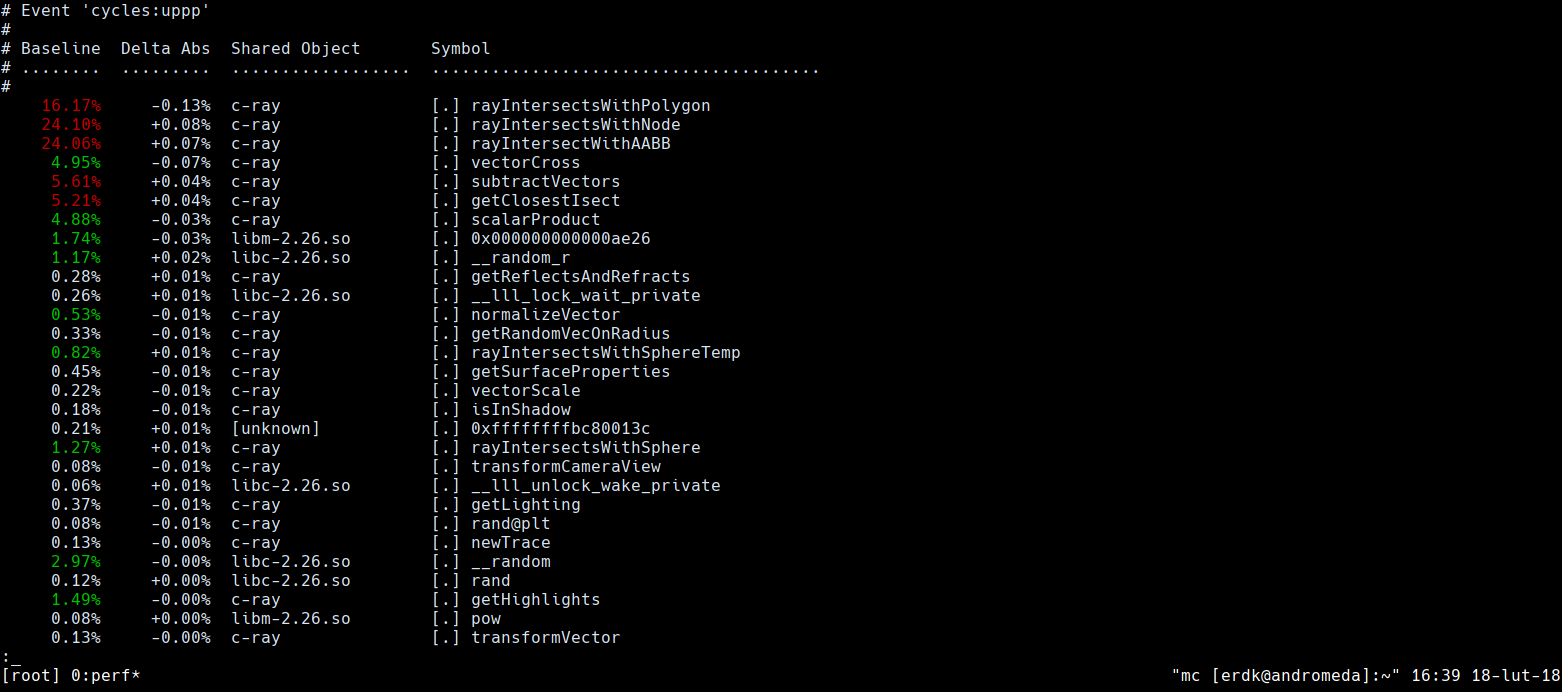 # Event 'cycles:uppp'
#
# Baseline  Delta Abs  Shared Object       Symbol
# ........  .........  ..................  .......................................
#
    16.17%     -0.13%  c-ray               [.] rayIntersectsWithPolygon
    24.10%     +0.08%  c-ray               [.] rayIntersectsWithNode
    24.06%     +0.07%  c-ray               [.] rayIntersectWithAABB
     4.95%     -0.07%  c-ray               [.] vectorCross
     5.61%     +0.04%  c-ray               [.] subtractVectors
     5.21%     +0.04%  c-ray               [.] getClosestIsect
     4.88%     -0.03%  c-ray               [.] scalarProduct
     1.74%     -0.03%  libm-2.26.so        [.] 0x000000000000ae26
     1.17%     +0.02%  libc-2.26.so        [.] __random_r
     0.28%     +0.01%  c-ray               [.] getReflectsAndRefracts
     0.26%     +0.01%  libc-2.26.so        [.] __lll_lock_wait_private
     0.53%     -0.01%  c-ray               [.] normalizeVector
     0.33%     -0.01%  c-ray               [.] getRandomVecOnRadius
     0.82%     +0.01%  c-ray               [.] rayIntersectsWithSphereTemp
     0.45%     -0.01%  c-ray               [.] getSurfaceProperties
     0.22%     -0.01%  c-ray               [.] vectorScale
     0.18%     -0.01%  c-ray               [.] isInShadow
     0.21%     +0.01%  [unknown]           [.] 0xffffffffbc80013c
     1.27%     +0.01%  c-ray               [.] rayIntersectsWithSphere
     0.08%     -0.01%  c-ray               [.] transformCameraView
     0.06%     +0.01%  libc-2.26.so        [.] __lll_unlock_wake_private
     0.37%     -0.01%  c-ray               [.] getLighting
     0.08%     -0.01%  c-ray               [.] rand@plt
     0.13%     -0.00%  c-ray               [.] newTrace
     2.97%     -0.00%  libc-2.26.so        [.] __random
     0.12%     +0.00%  libc-2.26.so        [.] rand
     1.49%     -0.00%  c-ray               [.] getHighlights
     0.08%     +0.00%  libm-2.26.so        [.] pow
     0.13%     -0.00%  c-ray               [.] transformVector
:_
[root] 0:perf* "mc [erdk@andromeda]:~" 16:39 18-lut-18